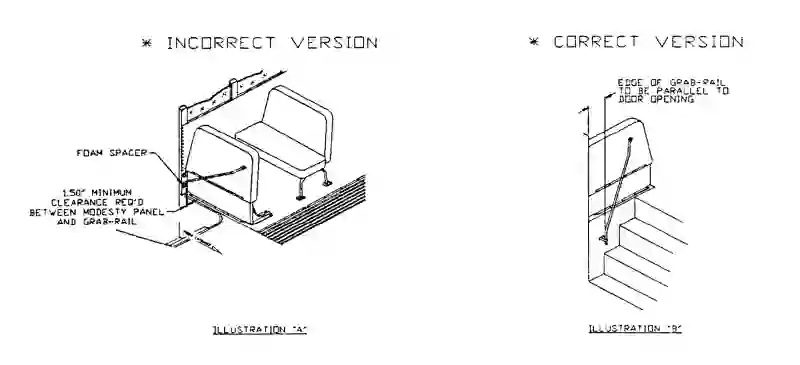 * INCORRECT VERSION
FOAM SPACER
1.50" MINIMUM
CLEARANCE REQ'D
BETWEEN MODESTY PANEL
AND GRAB-RAIL
ILLUSTRATION "A"
* CORRECT VERSION
EDGE OF GRAB-RAIL
TO BE PARALLEL TO
DOOR OPENING
ILLUSTRATION "B"